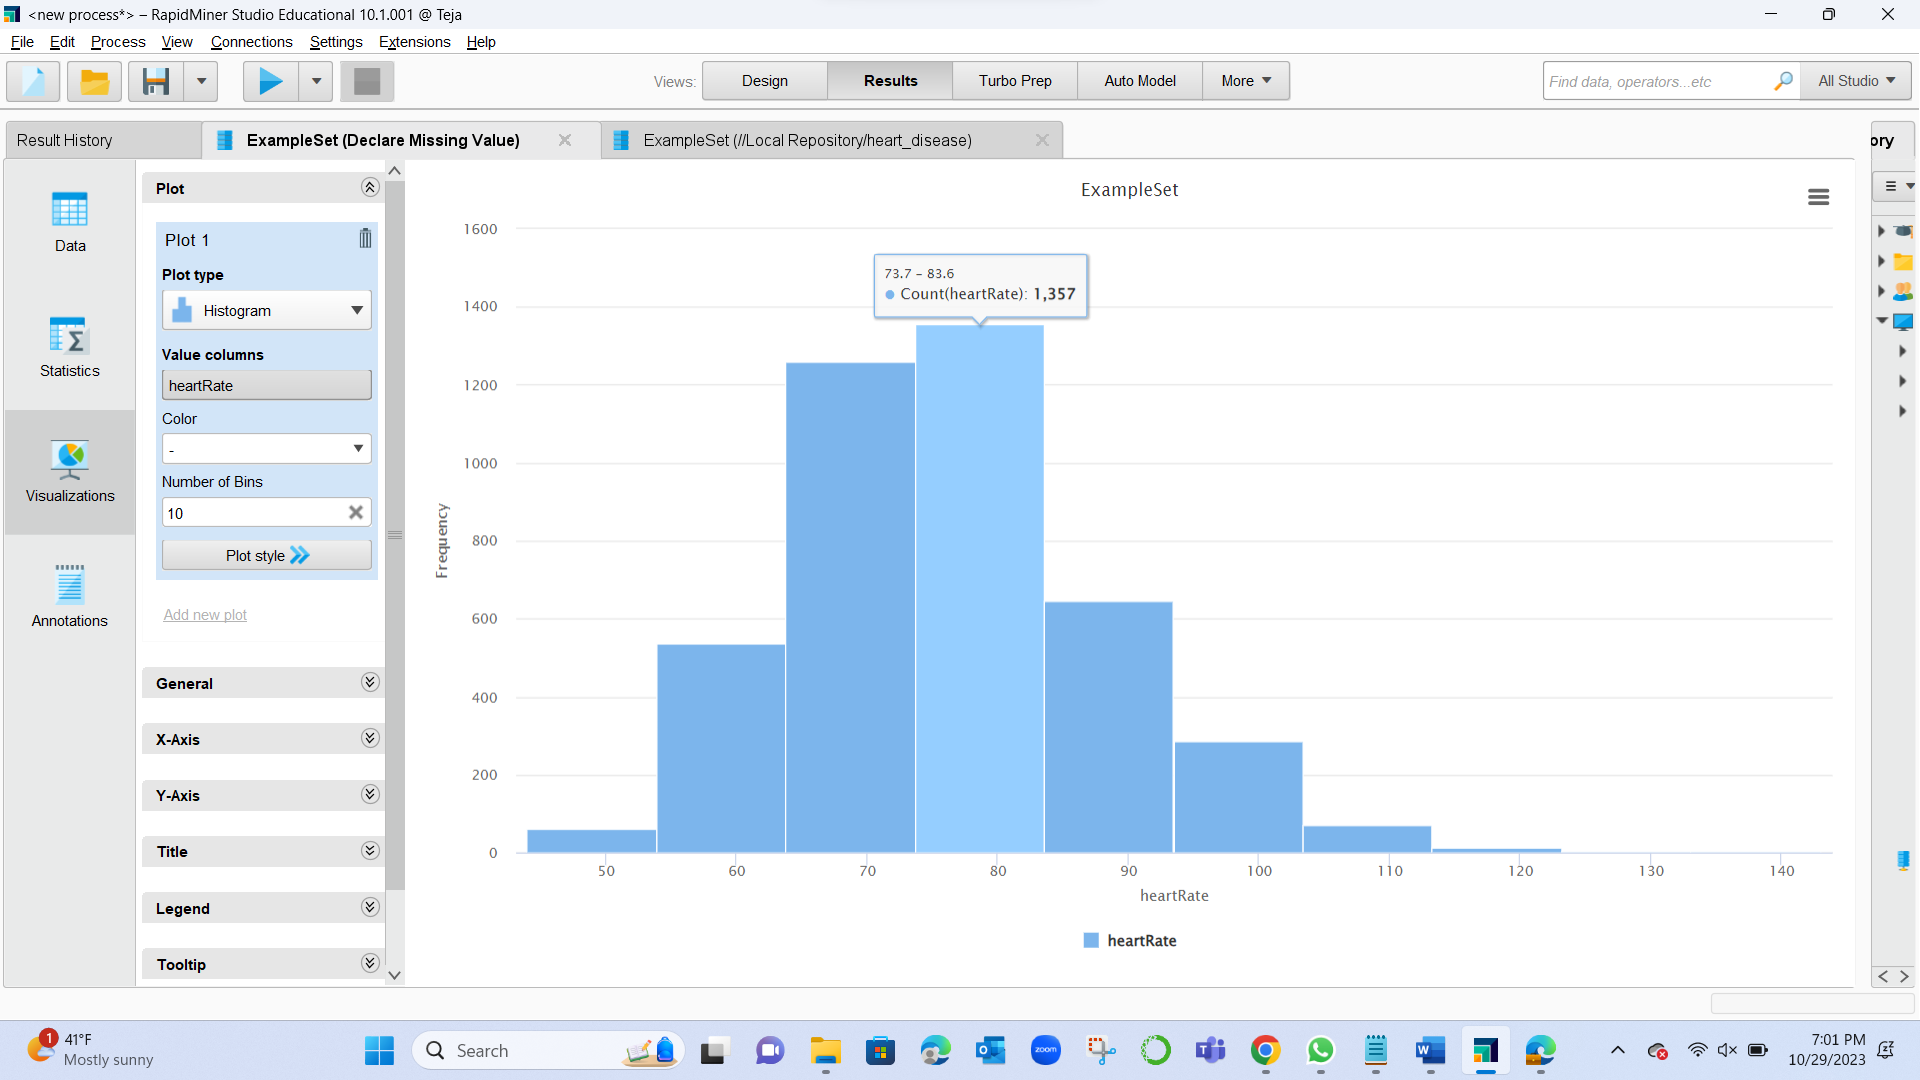 <new process*> – RapidMiner Studio Educational 10.1.001 @ Teja
File Edit Process View Connections Settings Extensions Help
Views: Design Results Turbo Prep Auto Model More
Find data, operators...etc
All Studio
Result History
ExampleSet (Declare Missing Value)
ExampleSet (//Local Repository/heart_disease)
ory
Data
Statistics
Visualizations
Annotations
Plot
Plot 1
Plot type
Histogram
Value columns
heartRate
Color
-
Number of Bins
10
Plot style
Add new plot
General
X-Axis
Y-Axis
Title
Legend
Tooltip
ExampleSet
73.7 – 83.6
Count(heartRate): 1,357
1600
1400
1200
1000
800
600
400
200
0
Frequency
50 60 70 80 90 100 110 120 130 140
heartRate
heartRate
1
41°F
Mostly sunny
Search
zoom
7:01 PM
10/29/2023